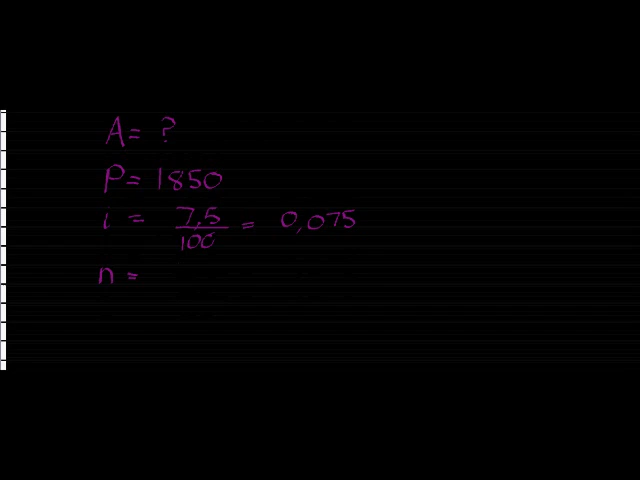 A = ?
P = 1850
i = 7,5/100 = 0,075
n =